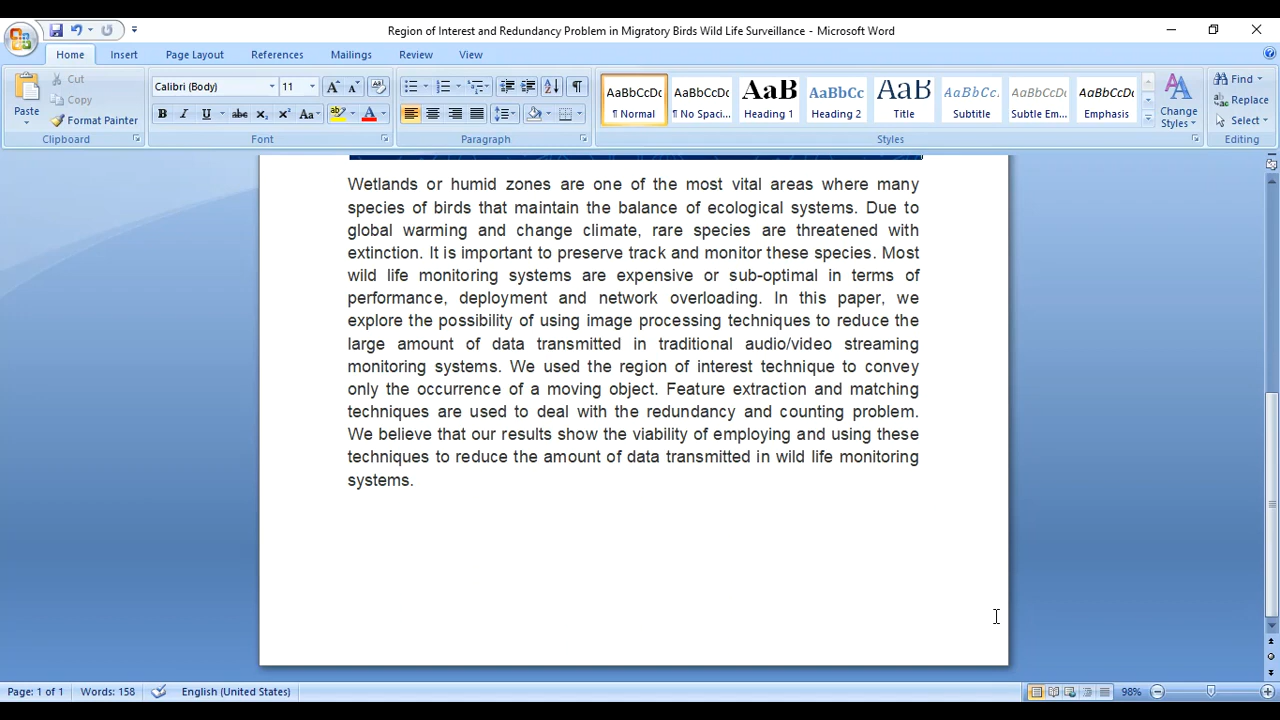 Region of Interest and Redundancy Problem in Migratory Birds Wild Life Surveillance - Microsoft Word
Home Insert Page Layout References Mailings Review View
Paste
Cut
Copy
Format Painter
Clipboard
Calibri (Body) 11
Font
Paragraph
AaBbCcDc AaBbCcDc AaB AaBbCc AaB AaBbCc. AaBbCcDc AaBbCcDc
¶ Normal ¶ No Spaci... Heading 1 Heading 2 Title Subtitle Subtle Em... Emphasis
Change Styles
Styles
Find
Replace
Select
Editing
Wetlands or humid zones are one of the most vital areas where many
species of birds that maintain the balance of ecological systems. Due to
global warming and change climate, rare species are threatened with
extinction. It is important to preserve track and monitor these species. Most
wild life monitoring systems are expensive or sub-optimal in terms of
performance, deployment and network overloading. In this paper, we
explore the possibility of using image processing techniques to reduce the
large amount of data transmitted in traditional audio/video streaming
monitoring systems. We used the region of interest technique to convey
only the occurrence of a moving object. Feature extraction and matching
techniques are used to deal with the redundancy and counting problem.
We believe that our results show the viability of employing and using these
techniques to reduce the amount of data transmitted in wild life monitoring
systems.
Page: 1 of 1 Words: 158 English (United States) 98%